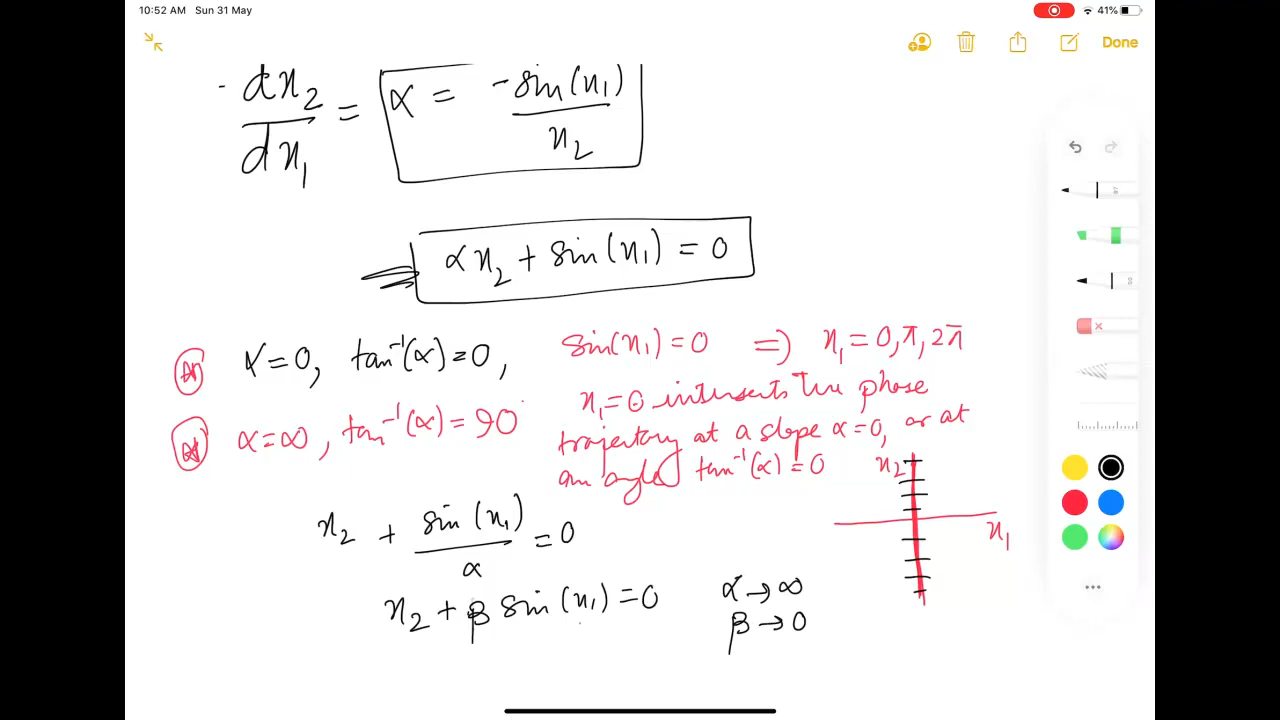 10:52 AM Sun 31 May
41%
Done
dx₂/dx₁ = α = -sin(x₁)/x₂
αx₂ + sin(x₁) = 0
α=0, tan⁻¹(α)=0,
sin(x₁)=0 => x₁=0,π,2π
α=∞, tan⁻¹(α)=90°
x₁=0 intersects the phase
trajectory at a slope α=0, or at
an angle tan⁻¹(α)=0
x₂
x₁
x₂ + sin(x₁)/α = 0
x₂ + β sin(x₁) = 0
α→∞
β→0